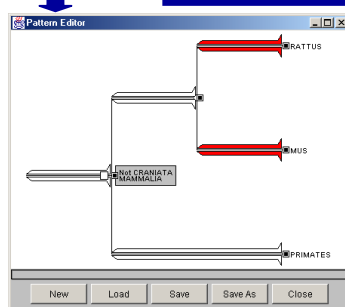 Pattern Editor
RATTUS
MUS
Not CRANIATA
MAMMALIA
PRIMATES
New
Load
Save
Save As
Close